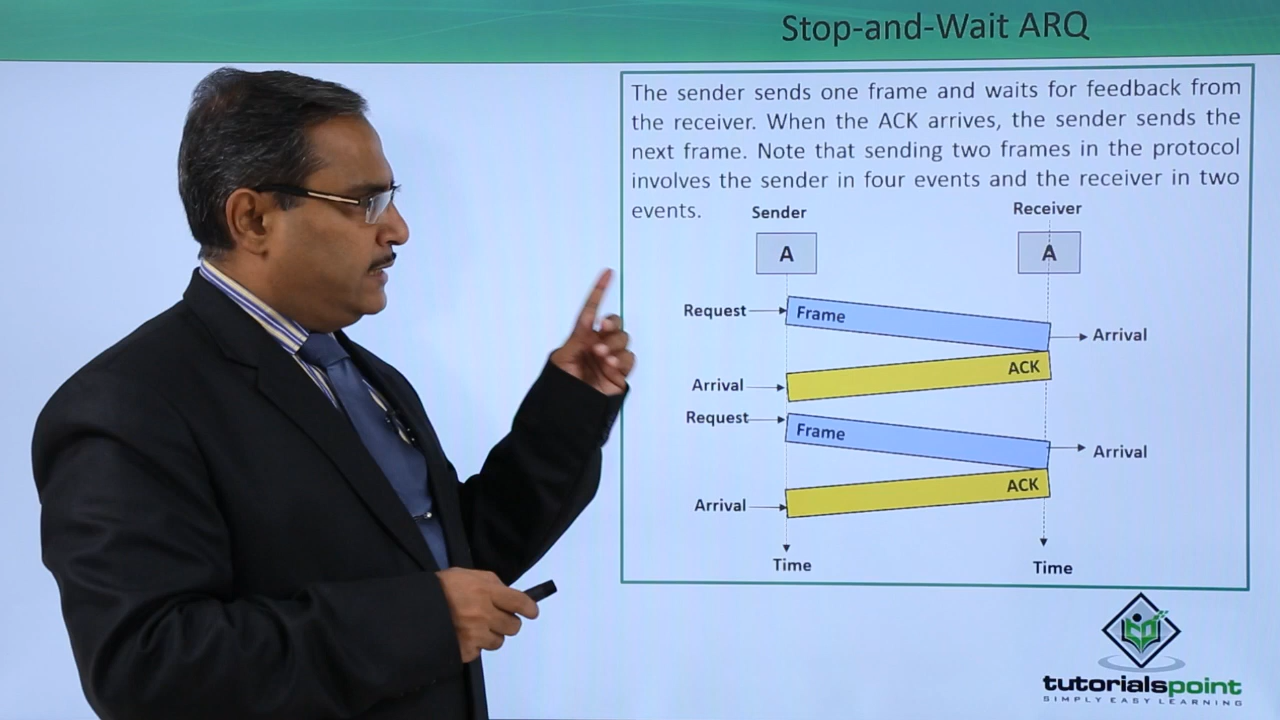 Stop-and-Wait ARQ
The sender sends one frame and waits for feedback from
the receiver. When the ACK arrives, the sender sends the
next frame. Note that sending two frames in the protocol
involves the sender in four events and the receiver in two
events.
Sender
Receiver
A
A
Request
Frame
Arrival
ACK
Arrival
Request
Frame
Arrival
ACK
Arrival
Time
Time
tutorialspoint
SIMPLY EASY LEARNING